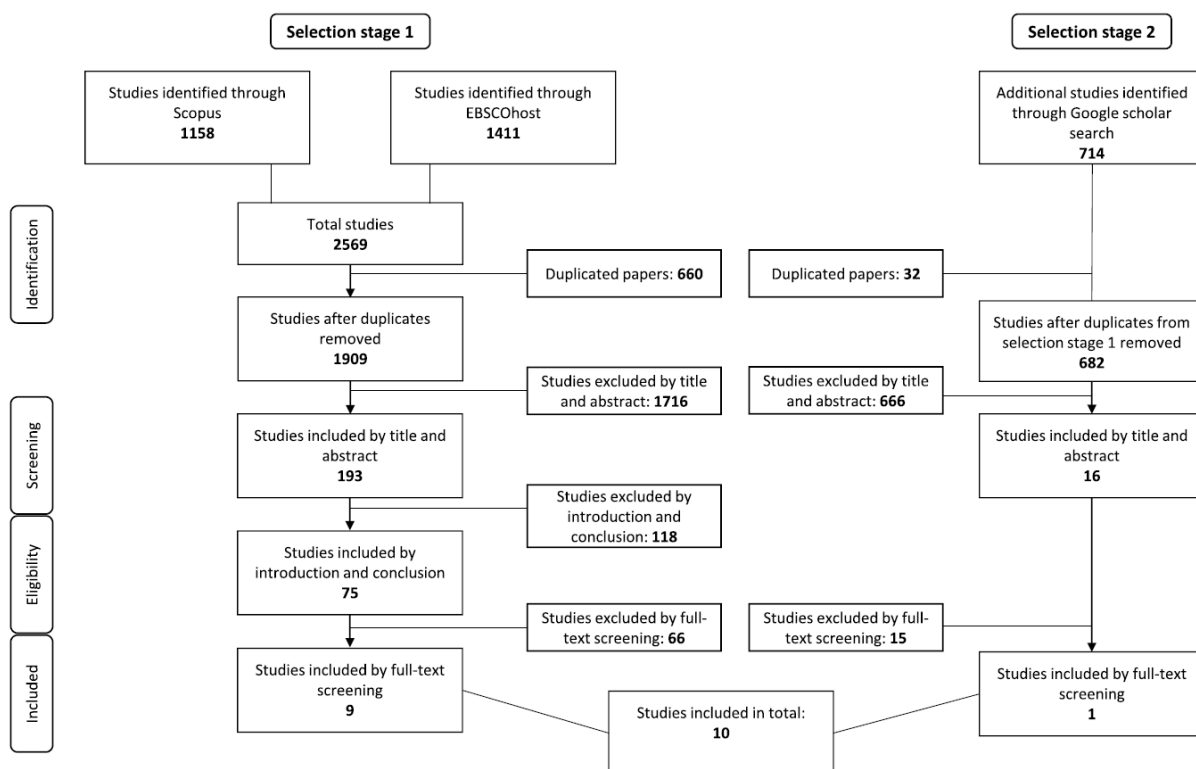 Selection stage 1
Selection stage 2
Studies identified through
Scopus
1158
Studies identified through
EBSCOhost
1411
Additional studies identified
through Google scholar
search
714
Identification
Total studies
2569
Duplicated papers: 660
Duplicated papers: 32
Studies after duplicates
removed
1909
Studies after duplicates from
selection stage 1 removed
682
Studies excluded by title
and abstract: 1716
Studies excluded by title
and abstract: 666
Screening
Studies included by title and
abstract
193
Studies included by title and
abstract
16
Studies excluded by
introduction and
conclusion: 118
Eligibility
Studies included by
introduction and conclusion
75
Studies excluded by full-
text screening: 66
Studies excluded by full-
text screening: 15
Included
Studies included by full-text
screening
9
Studies included by full-text
screening
1
Studies included in total:
10